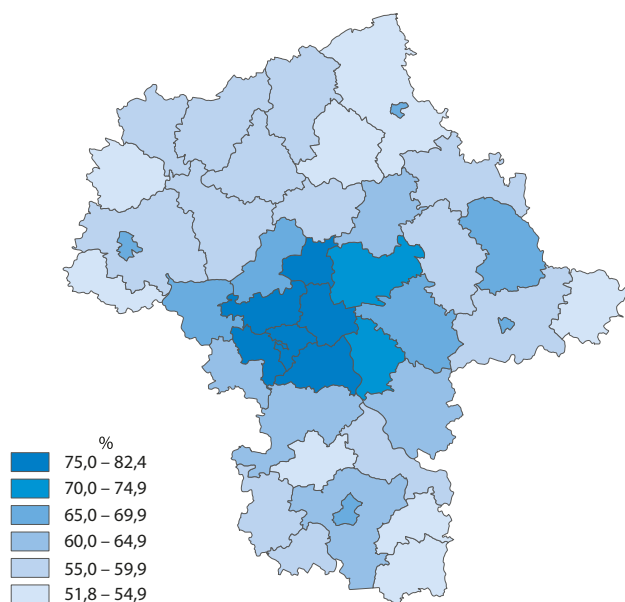 %
75,0 – 82,4
70,0 – 74,9
65,0 – 69,9
60,0 – 64,9
55,0 – 59,9
51,8 – 54,9